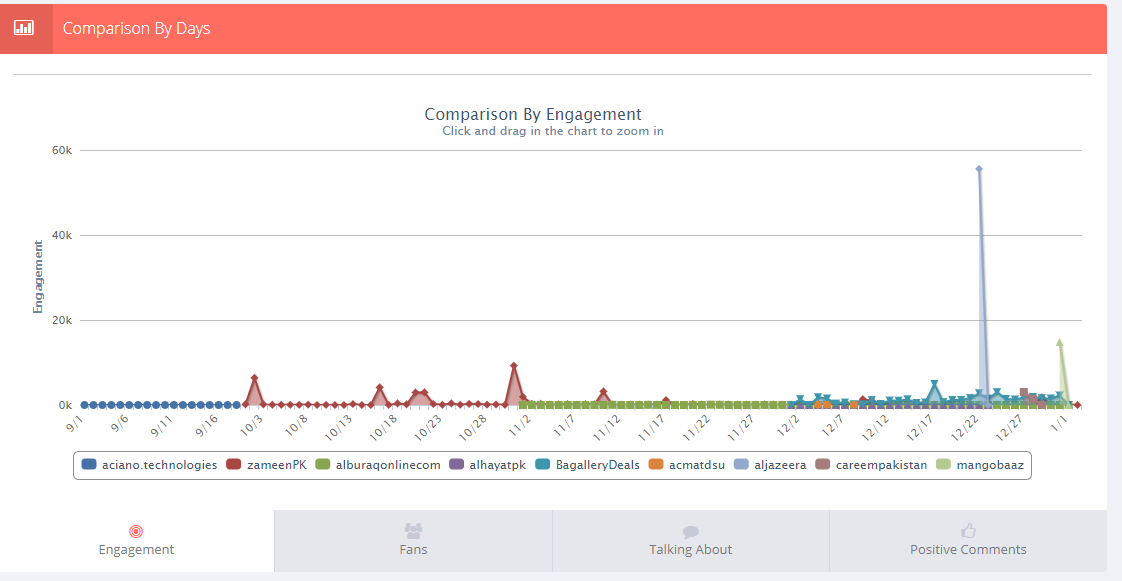 Comparison By Days
Comparison By Engagement
Click and drag in the chart to zoom in
60k
40k
20k
0k
Engagement
9/1 9/6 9/11 9/16 10/3 10/8 10/13 10/18 10/23 10/28 11/2 11/7 11/12 11/17 11/22 11/27 12/2 12/7 12/12 12/17 12/22 12/27 1/1
aciano.technologies zameenPK alburaqonlinecom alhayatpk BagalleryDeals acmatdsu aljazeera careempakistan mangobaaz
Engagement Fans Talking About Positive Comments